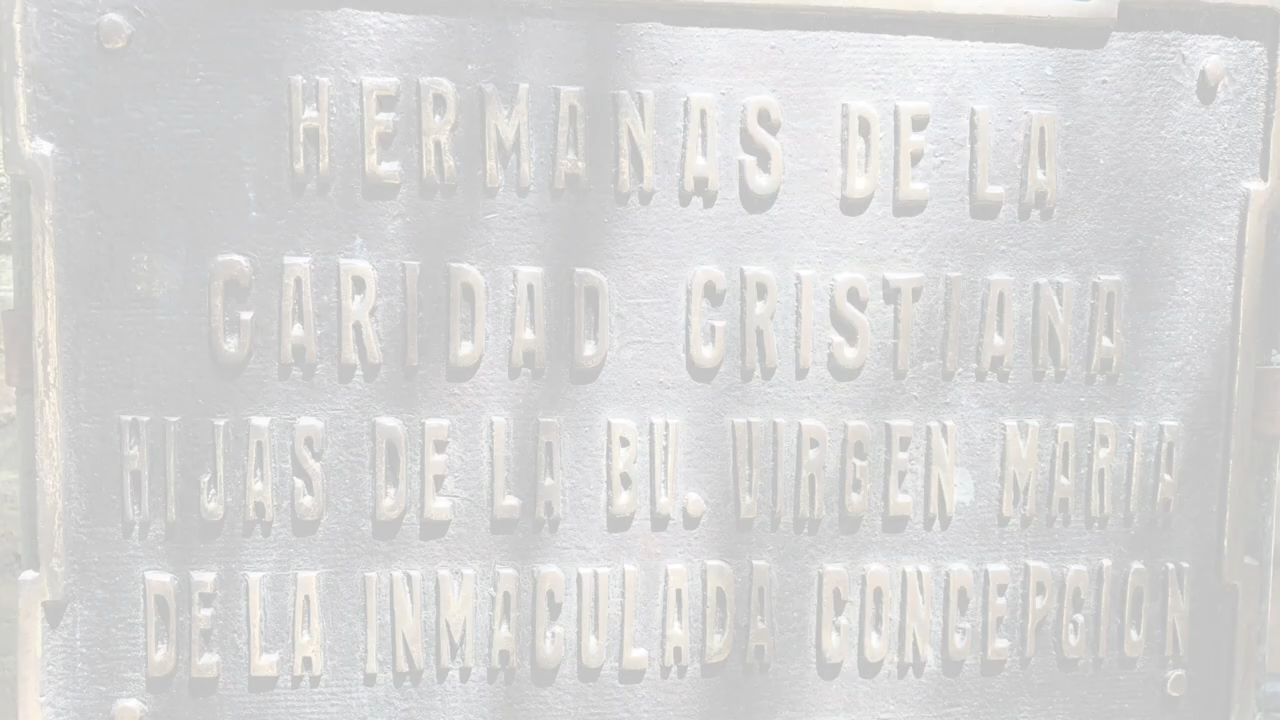 HERMANAS DE LA
CARIDAD CRISTIANA
HIJAS DE LA BV. VIRGEN MARIA
DE LA INMACULADA CONCEPCION